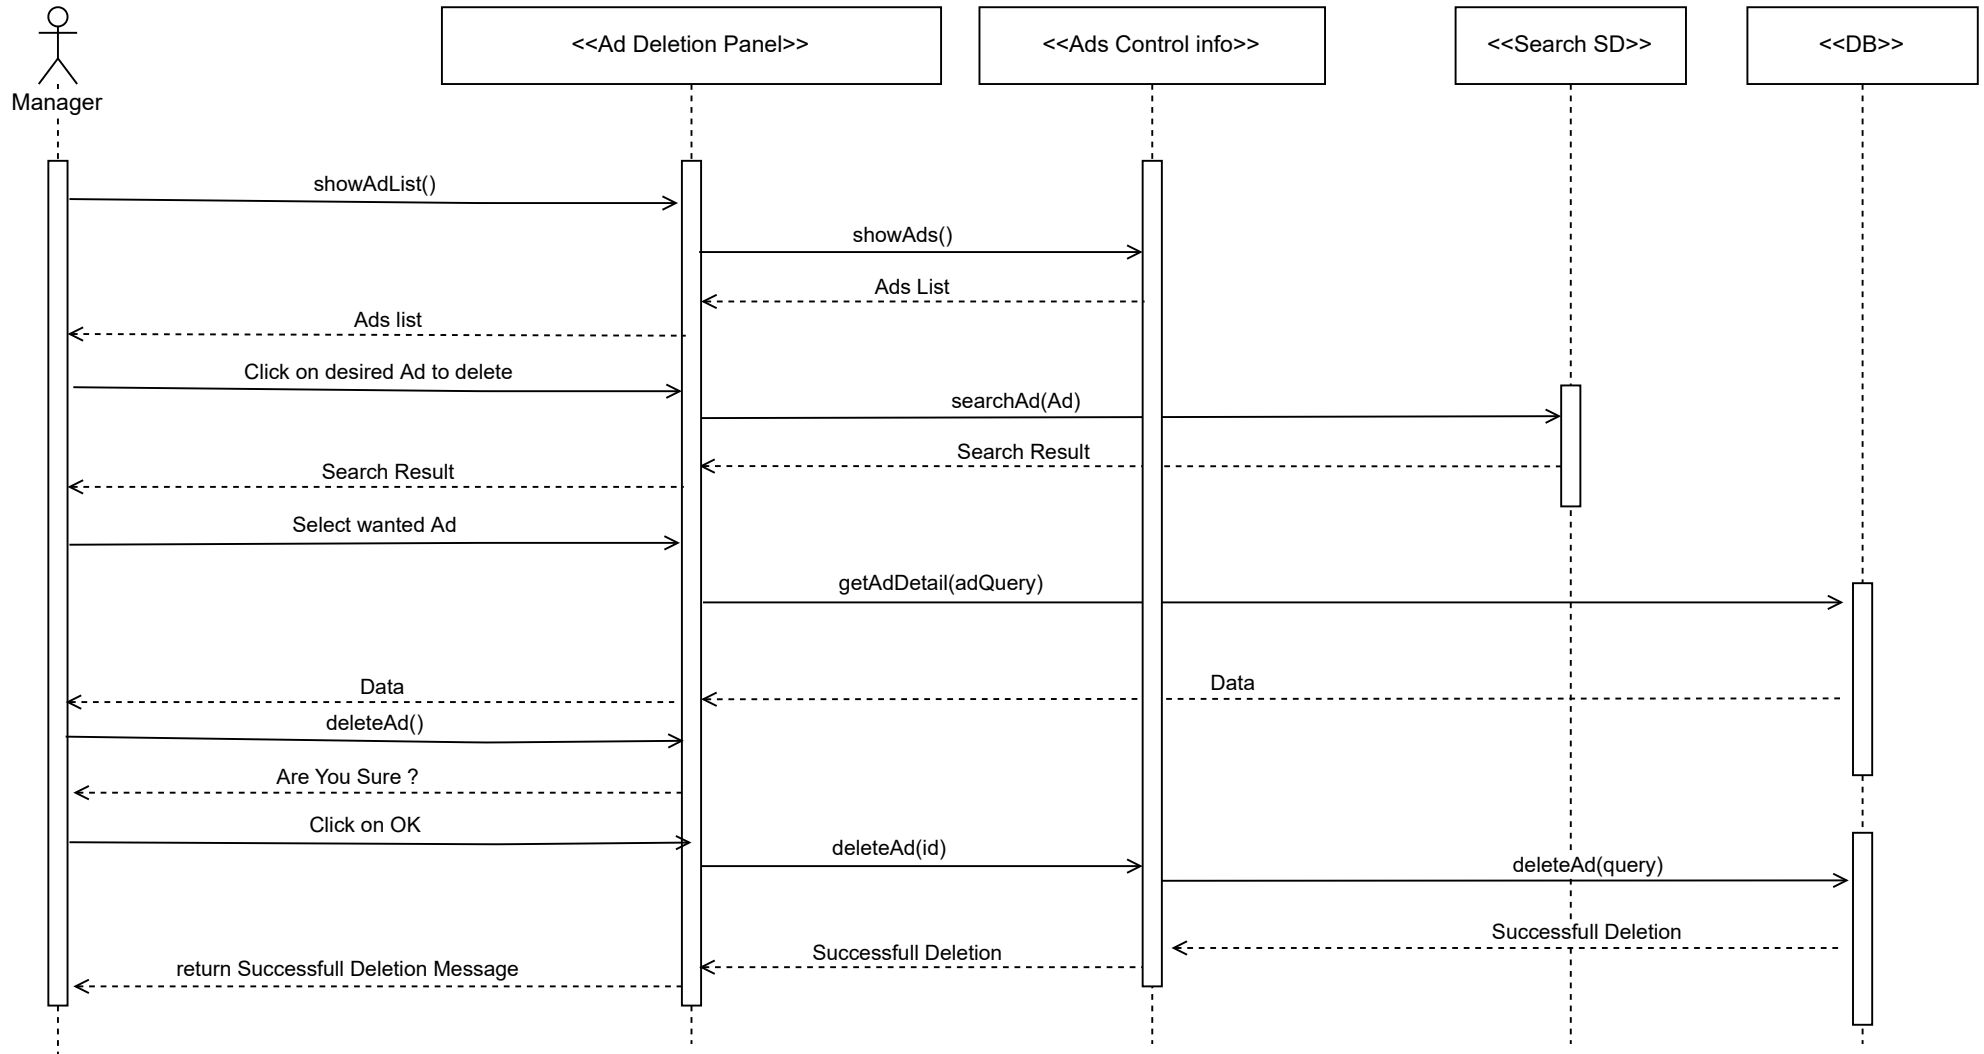 <<Ad Deletion Panel>>
<<Ads Control info>>
<<Search SD>>
<<DB>>
Manager
showAdList()
showAds()
Ads List
Ads list
Click on desired Ad to delete
searchAd(Ad)
Search Result
Search Result
Select wanted Ad
getAdDetail(adQuery)
Data
Data
deleteAd()
Are You Sure ?
Click on OK
deleteAd(id)
deleteAd(query)
Successfull Deletion
Successfull Deletion
return Successfull Deletion Message